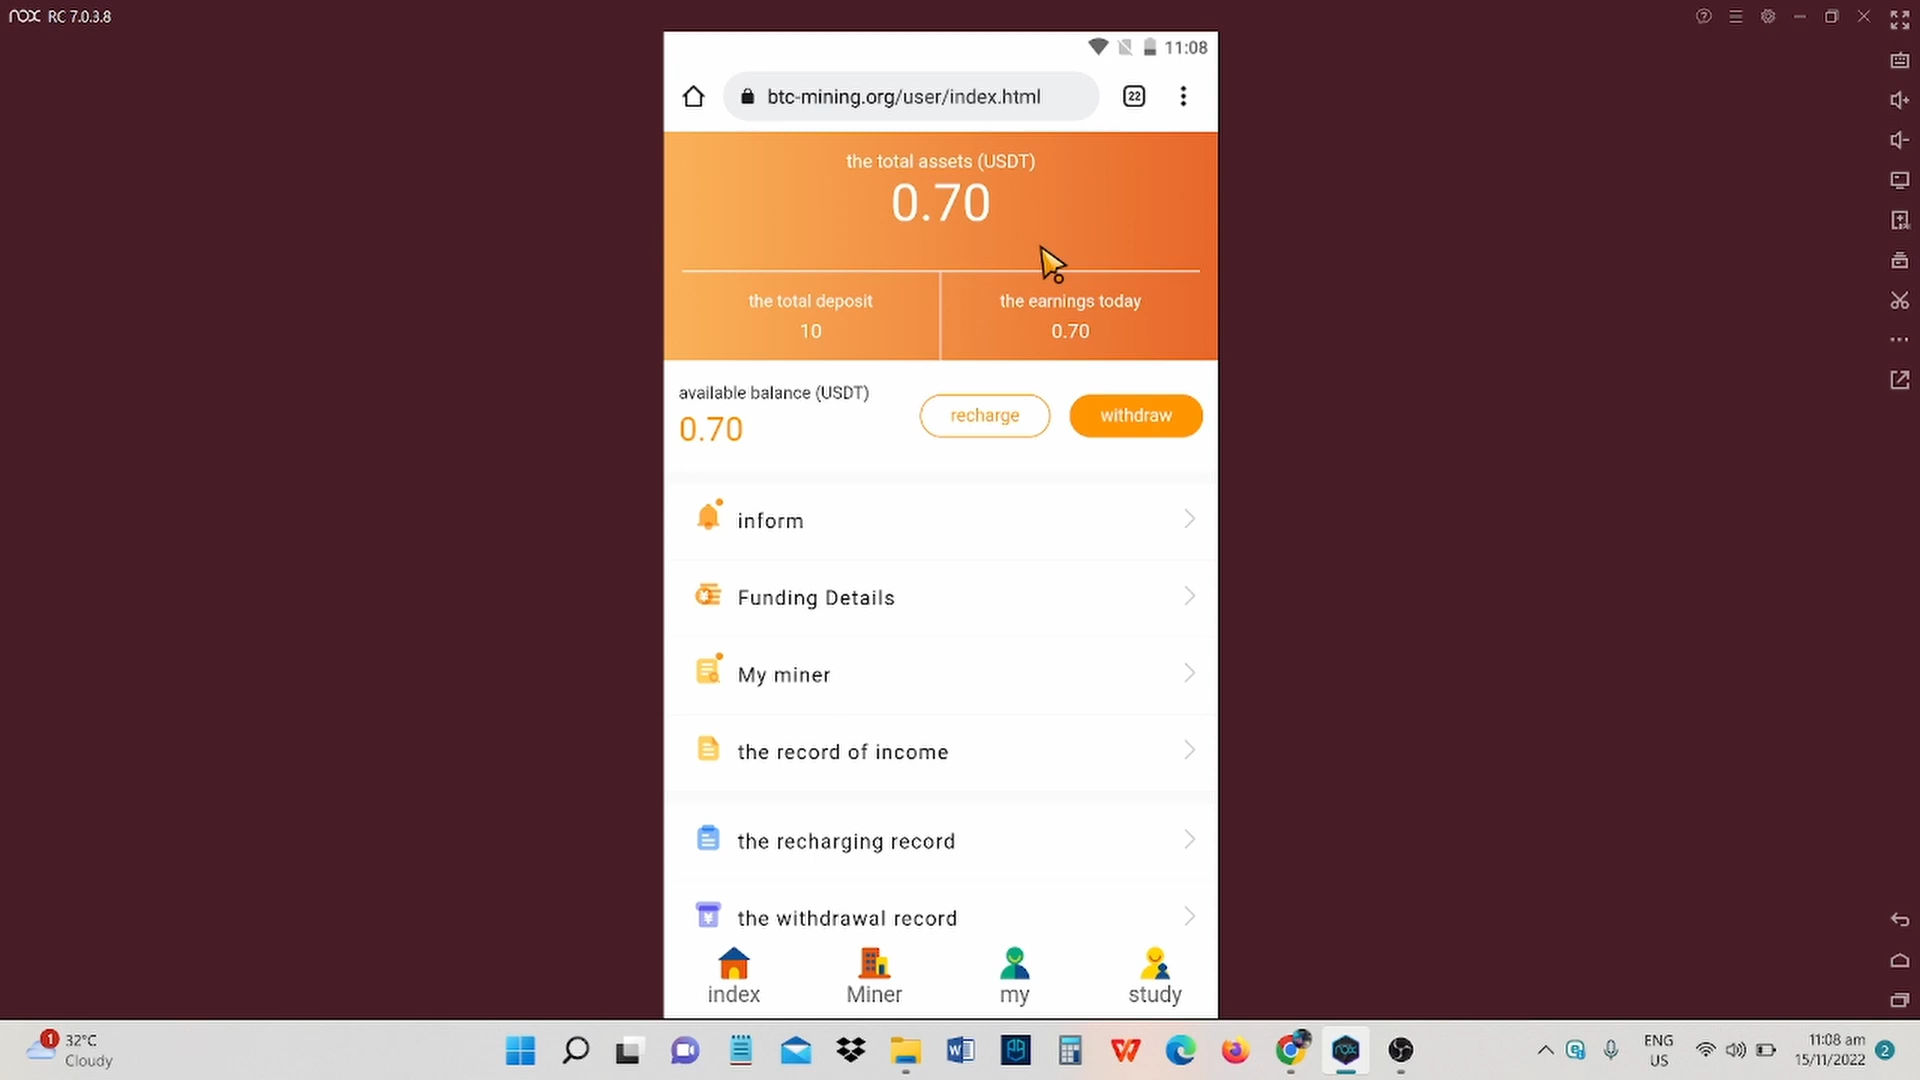 nox RC 7.0.3.8
11:08
btc-mining.org/user/index.html
22
the total assets (USDT)
0.70
the total deposit
10
the earnings today
0.70
available balance (USDT)
0.70
recharge
withdraw
inform
Funding Details
My miner
the record of income
the recharging record
the withdrawal record
index
Miner
my
study
1
32°C
Cloudy
nox
ENG
US
11:08 am
15/11/2022
2